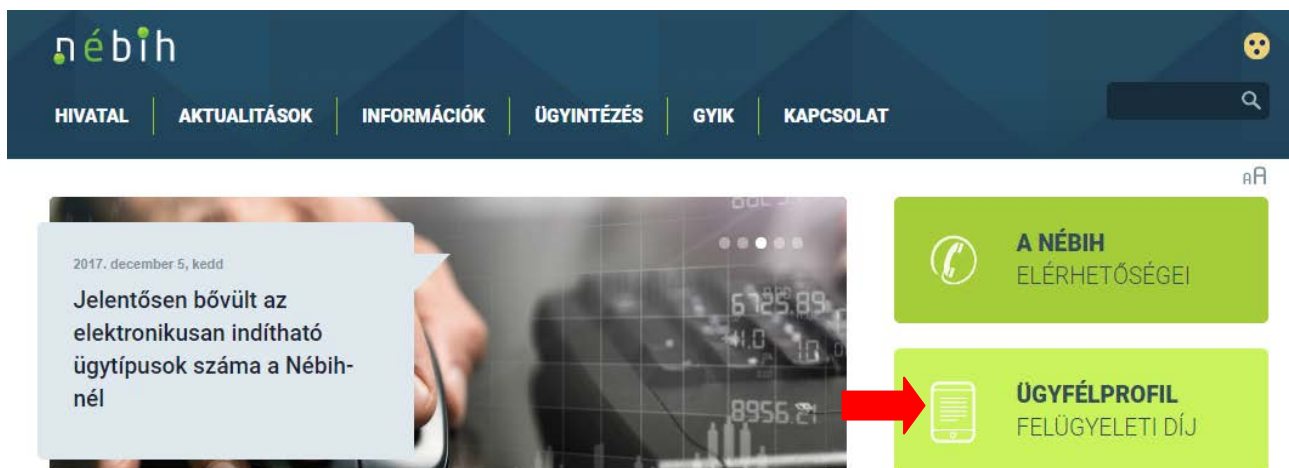 nébih
HIVATAL AKTUALITÁSOK INFORMÁCIÓK ÜGYINTÉZÉS GYIK KAPCSOLAT
AA
2017. december 5, kedd
Jelentősen bővült az
elektronikusan indítható
ügytípusok száma a Nébih-
nél
6725.89
8956.21
A NÉBIH
ELÉRHETŐSÉGEI
ÜGYFÉLPROFIL
FELÜGYELETI DÍJ